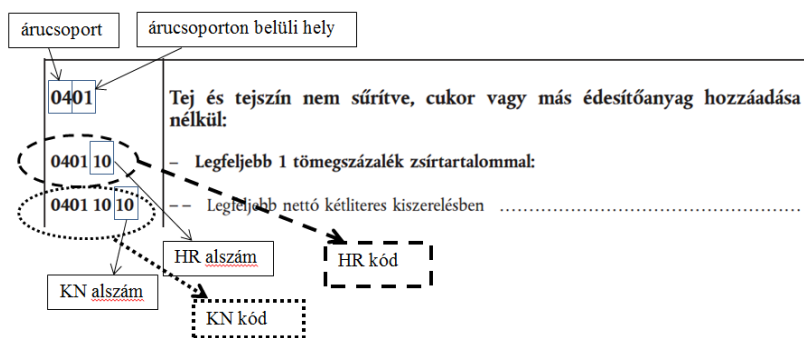 árucsoport
árucsoporton belüli hely
0401
Tej és tejszín nem sűrítve, cukor vagy más édesítőanyag hozzáadása
nélkül:
0401 10
– Legfeljebb 1 tömegszázalék zsírtartalommal:
0401 10 10
– – Legfeljebb nettó kétliteres kiszerelésben ..........................................................
HR alszám
HR kód
KN alszám
KN kód